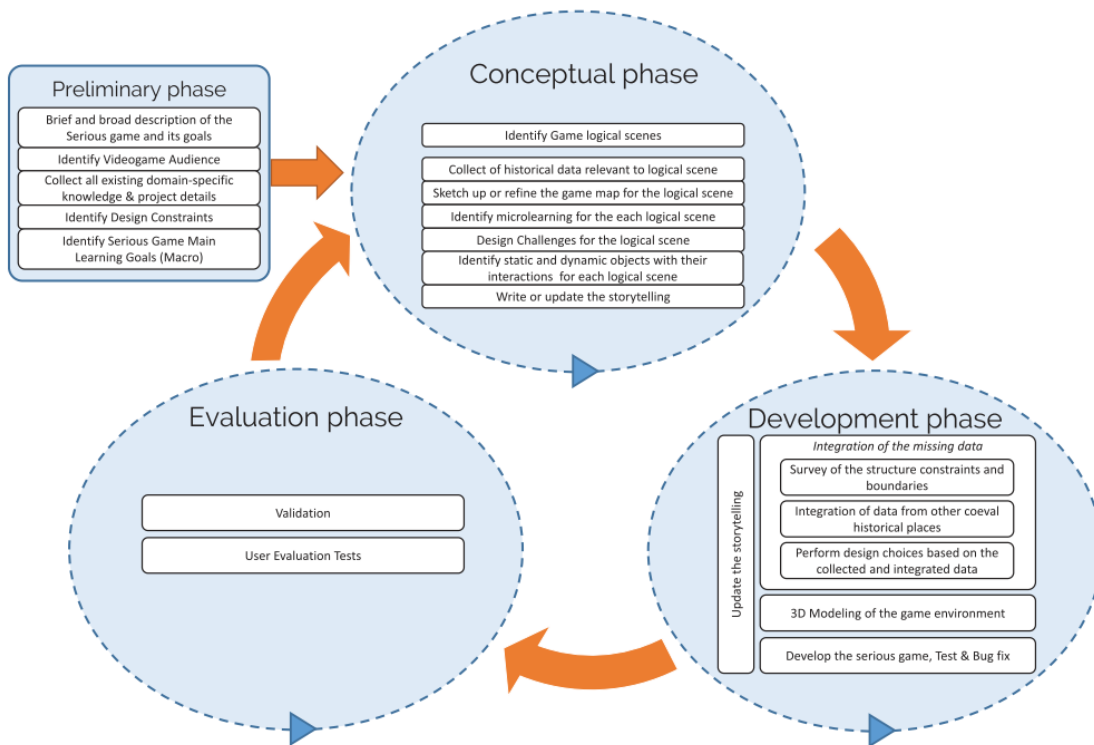 Preliminary phase
Brief and broad description of the
Serious game and its goals
Identify Videogame Audience
Collect all existing domain-specific
knowledge & project details
Identify Design Constraints
Identify Serious Game Main
Learning Goals (Macro)
Conceptual phase
Identify Game logical scenes
Collect of historical data relevant to logical scene
Sketch up or refine the game map for the logical scene
Identify microlearning for the each logical scene
Design Challenges for the logical scene
Identify static and dynamic objects with their
interactions for each logical scene
Write or update the storytelling
Development phase
Update the storytelling
Integration of the missing data
Survey of the structure constraints and
boundaries
Integration of data from other coeval
historical places
Perform design choices based on the
collected and integrated data
3D Modeling of the game environment
Develop the serious game, Test & Bug fix
Evaluation phase
Validation
User Evaluation Tests